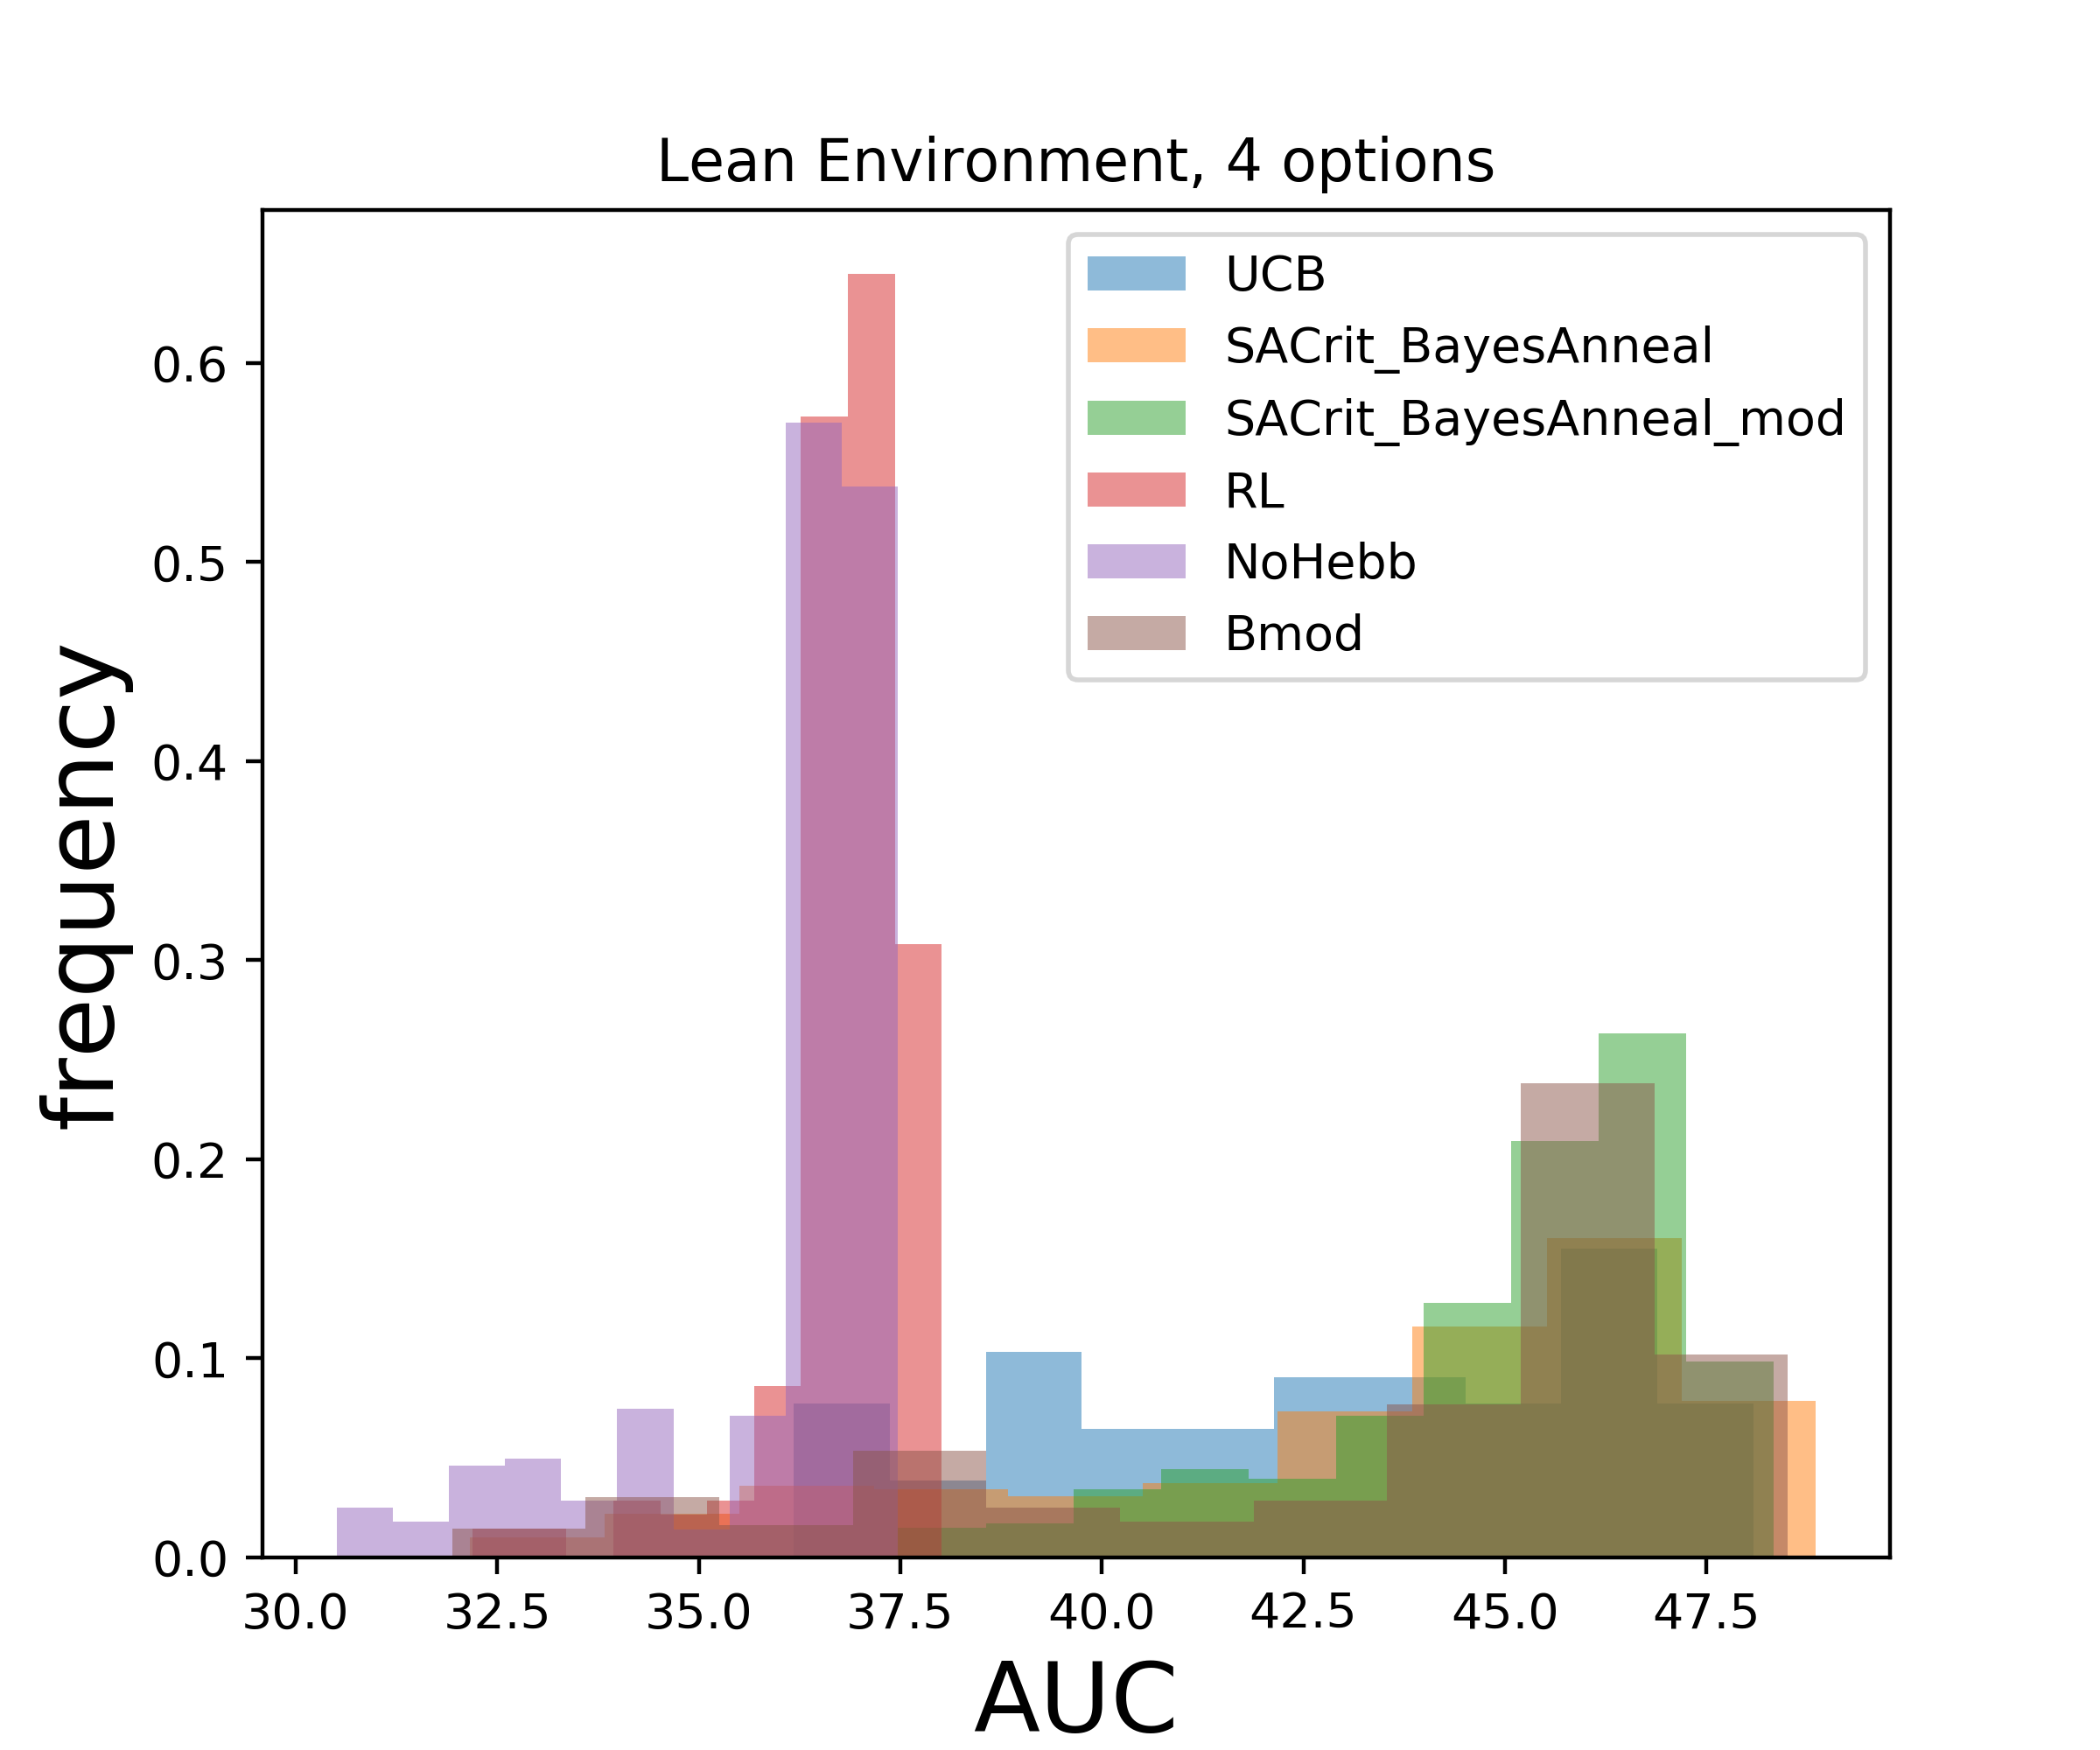 Lean Environment, 4 options
UCB
SACrit_BayesAnneal
SACrit_BayesAnneal_mod
RL
NoHebb
Bmod
frequency
0.6
0.5
0.4
0.3
0.2
0.1
0.0
30.0 32.5 35.0 37.5 40.0 42.5 45.0 47.5
AUC